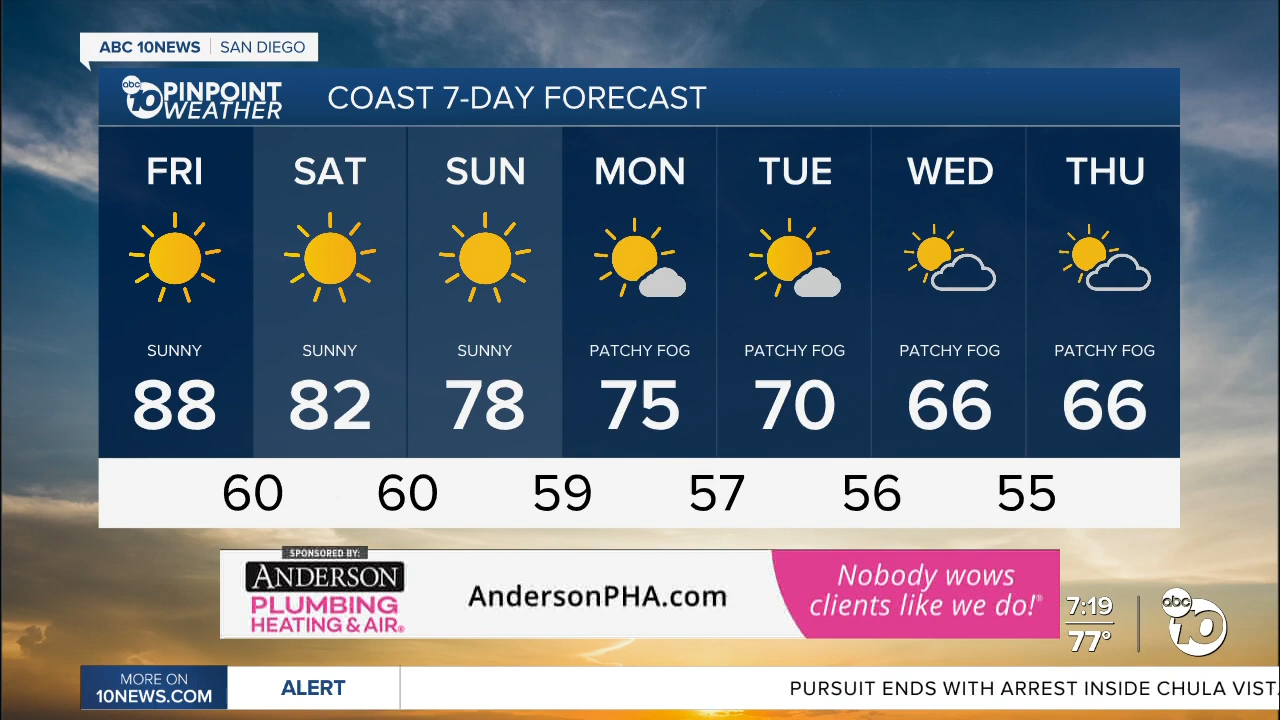 ABC 10NEWS | SAN DIEGO
abc 10 PINPOINT WEATHER
COAST 7-DAY FORECAST
FRI SAT SUN MON TUE WED THU
SUNNY SUNNY SUNNY PATCHY FOG PATCHY FOG PATCHY FOG PATCHY FOG
88 82 78 75 70 66 66
60 60 59 57 56 55
SPONSORED BY:
ANDERSON
PLUMBING
HEATING & AIR®
AndersonPHA.com
Nobody wows
clients like we do!®
7:19
77°
abc 10
MORE ON
10NEWS.COM
ALERT
PURSUIT ENDS WITH ARREST INSIDE CHULA VIST